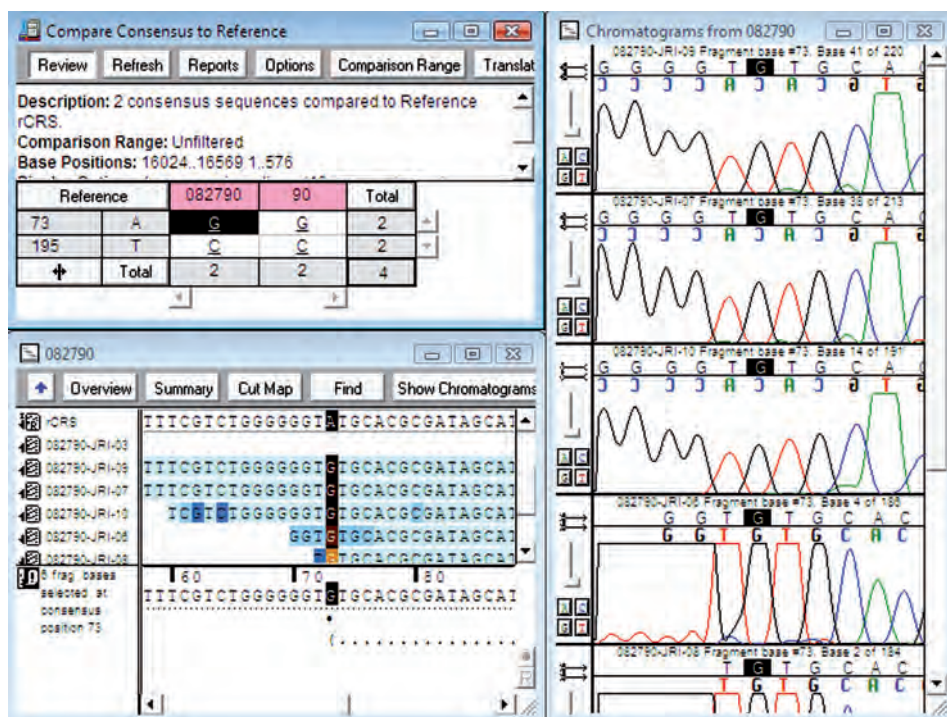 Compare Consensus to Reference
Review Refresh Reports Options Comparison Range Translat
Description: 2 consensus sequences compared to Reference
rCRS.
Comparison Range: Unfiltered
Base Positions: 16024..16569 1..576
Reference 082790 90 Total
73 A G G 2
195 T C C 2
Total 2 2 4
082790
Overview Summary Cut Map Find Show Chromatograms
rCRS TTTCGTCTGGGGGGTATGCACGCGATAGCAT
082790-JRI-03
082790-JRI-09 TTTCGTCTGGGGGGTGTGCACGCGATAGCAT
082790-JRI-07 TTTCGTCTGGGGGGTGTGCACGCGATAGCAT
082790-JRI-10 TCGTCTGGGGGGTGTGCACGCGATAGCAT
082790-JRI-06 GGTGTGCACGCGATAGCAT
082790-JRI-08
6 frag. bases
selected at
consensus
position 73
60 70 80
TTTCGTCTGGGGGGTGTGCACGCGATAGCAT
Chromatograms from 082790
082790-JRI-09 Fragment base #73. Base 41 of 220
G G G G T G T G C A
C C C C A C A C G T
A C
G T
082790-JRI-07 Fragment base #73. Base 38 of 213
G G G G T G T G C A
C C C C A C A C G T
A C
G T
082790-JRI-10 Fragment base #73. Base 14 of 191
G G G G T G T G C A
C C C C A C A C G T
A C
G T
082790-JRI-06 Fragment base #73. Base 4 of 186
G G T G T G C A C
G G T G T G C A C
A C
G T
082790-JRI-08 Fragment base #73. Base 2 of 184
T G T G C A C
T G T G C A C